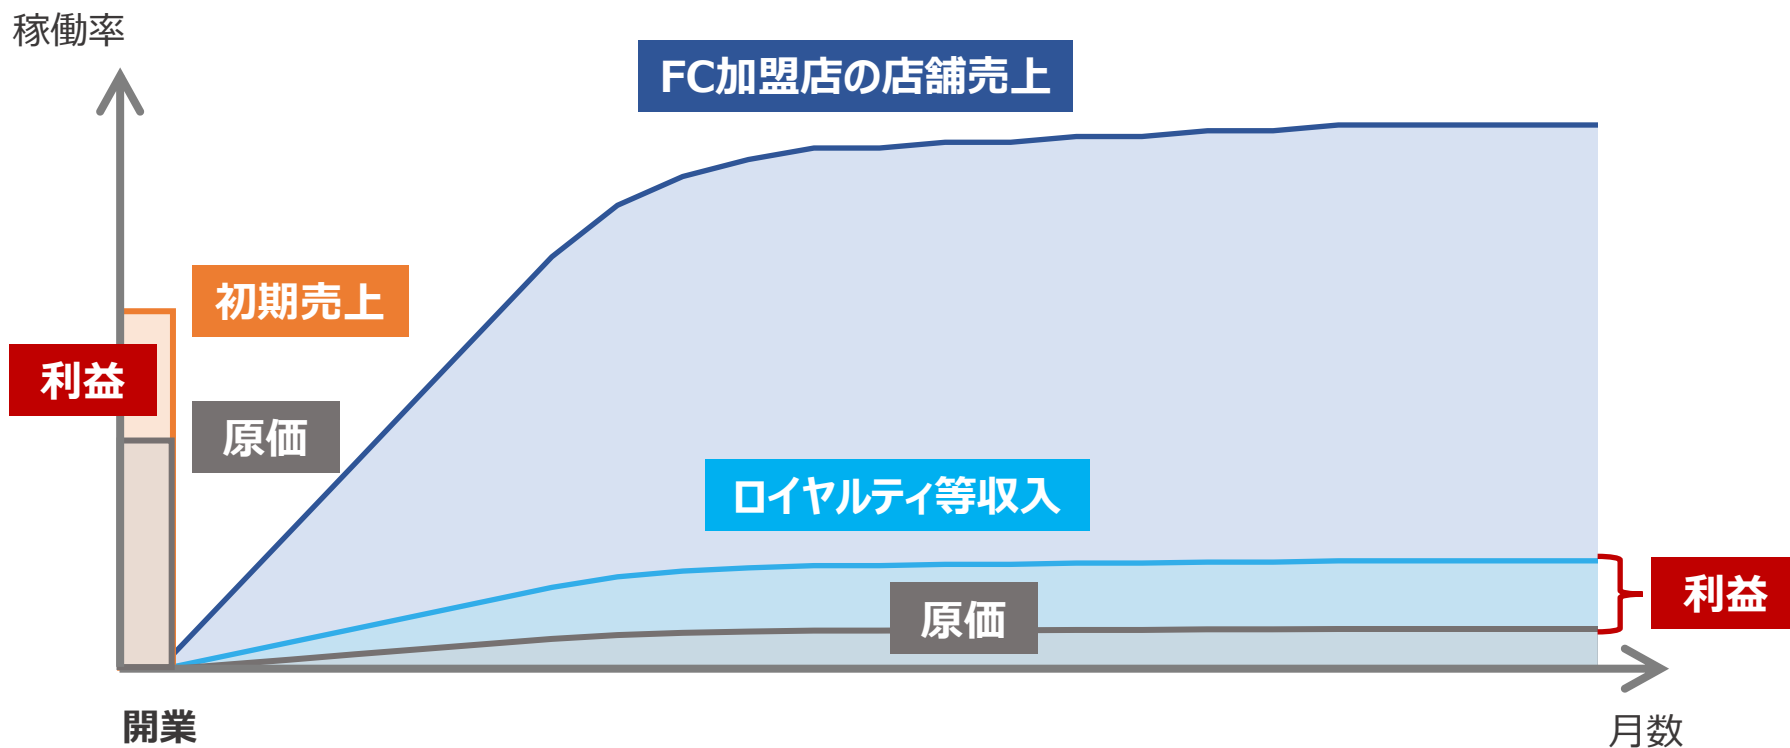 稼働率
FC加盟店の店舗売上
初期売上
利益
原価
ロイヤルティ等収入
原価
利益
開業
月数